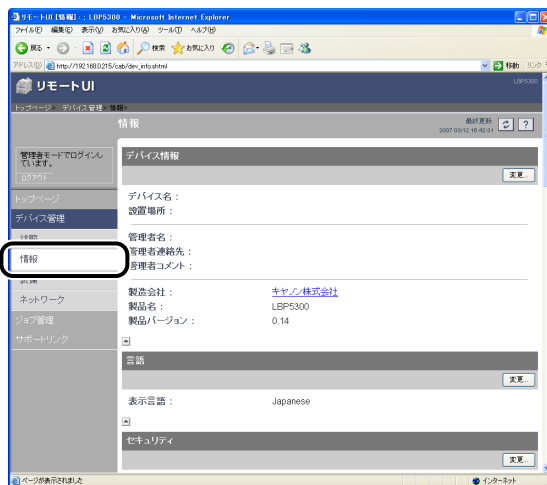 リモートUI [情報] : ; LBP5300 - Microsoft Internet Explorer
ファイル(F) 編集(E) 表示(V) お気に入り(A) ツール(T) ヘルプ(H)
戻る 検索 お気に入り
アドレス(D) http://192.168.0.215/cab/dev_info.shtml 移動 リンク
リモートUI LBP5300
トップページ> デバイス管理> 情報>
情報 最終更新
2007 03/12 16:42:31 ?
管理者モードでログインしています。
ログアウト
トップページ
デバイス管理
状態
情報
ネットワーク
ジョブ管理
サポートリンク
デバイス情報
変更...
デバイス名 :
設置場所 :
管理者名 :
管理者連絡先 :
管理者コメント :
製造会社 : キヤノン株式会社
製品名 : LBP5300
製品バージョン : 0.14
言語
変更...
表示言語 : Japanese
セキュリティ
変更...
ページが表示されました インターネット